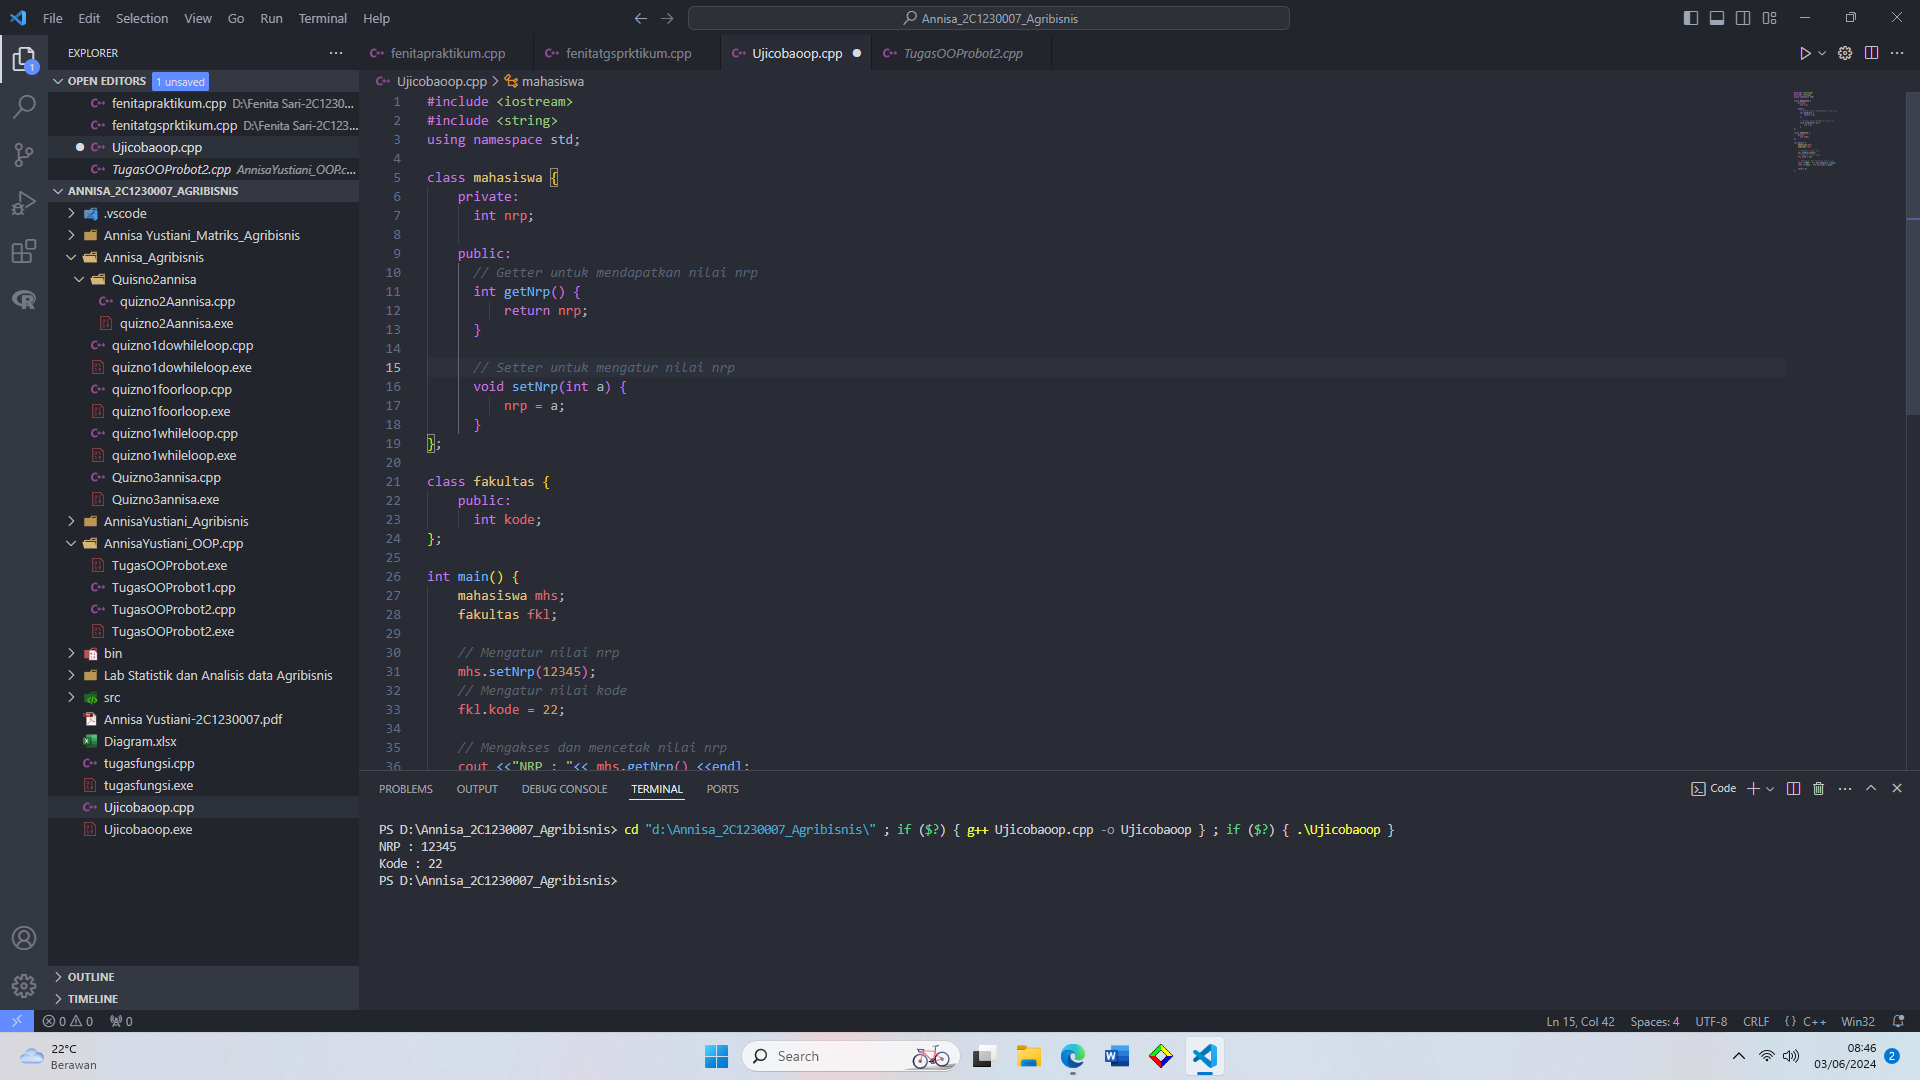 File Edit Selection View Go Run Terminal Help
Annisa_2C1230007_Agribisnis
EXPLORER
OPEN EDITORS 1 unsaved
fenitapraktikum.cpp D:\Fenita Sari-2C1230...
fenitatgsprktikum.cpp D:\Fenita Sari-2C123...
Ujicobaoop.cpp
TugasOOProbot2.cpp AnnisaYustiani_OOP.c...
ANNISA_2C1230007_AGRIBISNIS
.vscode
Annisa Yustiani_Matriks_Agribisnis
Annisa_Agribisnis
Quisno2annisa
quizno2Aannisa.cpp
quizno2Aannisa.exe
quizno1dowhileloop.cpp
quizno1dowhileloop.exe
quizno1foorloop.cpp
quizno1foorloop.exe
quizno1whileloop.cpp
quizno1whileloop.exe
Quizno3annisa.cpp
Quizno3annisa.exe
AnnisaYustiani_Agribisnis
AnnisaYustiani_OOP.cpp
TugasOOProbot.exe
TugasOOProbot1.cpp
TugasOOProbot2.cpp
TugasOOProbot2.exe
bin
Lab Statistik dan Analisis data Agribisnis
src
Annisa Yustiani-2C1230007.pdf
Diagram.xlsx
tugasfungsi.cpp
tugasfungsi.exe
Ujicobaoop.cpp
Ujicobaoop.exe
OUTLINE
TIMELINE
fenitapraktikum.cpp fenitatgsprktikum.cpp Ujicobaoop.cpp TugasOOProbot2.cpp
Ujicobaoop.cpp > mahasiswa
1 #include <iostream>
2 #include <string>
3 using namespace std;
4
5 class mahasiswa {
6 private:
7 int nrp;
8
9 public:
10 // Getter untuk mendapatkan nilai nrp
11 int getNrp() {
12 return nrp;
13 }
14
15 // Setter untuk mengatur nilai nrp
16 void setNrp(int a) {
17 nrp = a;
18 }
19 };
20
21 class fakultas {
22 public:
23 int kode;
24 };
25
26 int main() {
27 mahasiswa mhs;
28 fakultas fkl;
29
30 // Mengatur nilai nrp
31 mhs.setNrp(12345);
32 // Mengatur nilai kode
33 fkl.kode = 22;
34
35 // Mengakses dan mencetak nilai nrp
36 cout <<"NRP : "<< mhs.getNrp() <<endl;
PROBLEMS OUTPUT DEBUG CONSOLE TERMINAL PORTS
Code
PS D:\Annisa_2C1230007_Agribisnis> cd "d:\Annisa_2C1230007_Agribisnis\" ; if ($?) { g++ Ujicobaoop.cpp -o Ujicobaoop } ; if ($?) { .\Ujicobaoop }
NRP : 12345
Kode : 22
PS D:\Annisa_2C1230007_Agribisnis>
0 0 0
Ln 15, Col 42 Spaces: 4 UTF-8 CRLF {} C++ Win32
22°C
Berawan
Search
08:46
03/06/2024
2
1